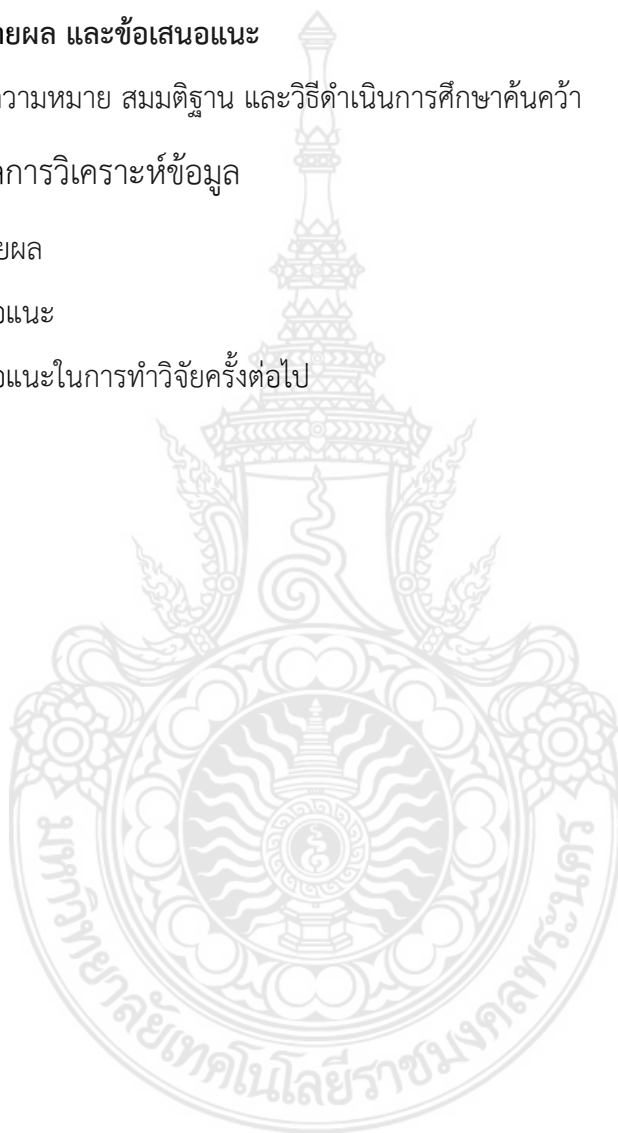 ายผล และข้อเสนอแนะ
วามหมาย สมมติฐาน และวิธีดำเนินการศึกษาค้นคว้า
ลการวิเคราะห์ข้อมูล
ยผล
อแนะ
อแนะในการทำวิจัยครั้งต่อไป
มหาวิทยาลัยเทคโนโลยีราชมงคลพระนคร